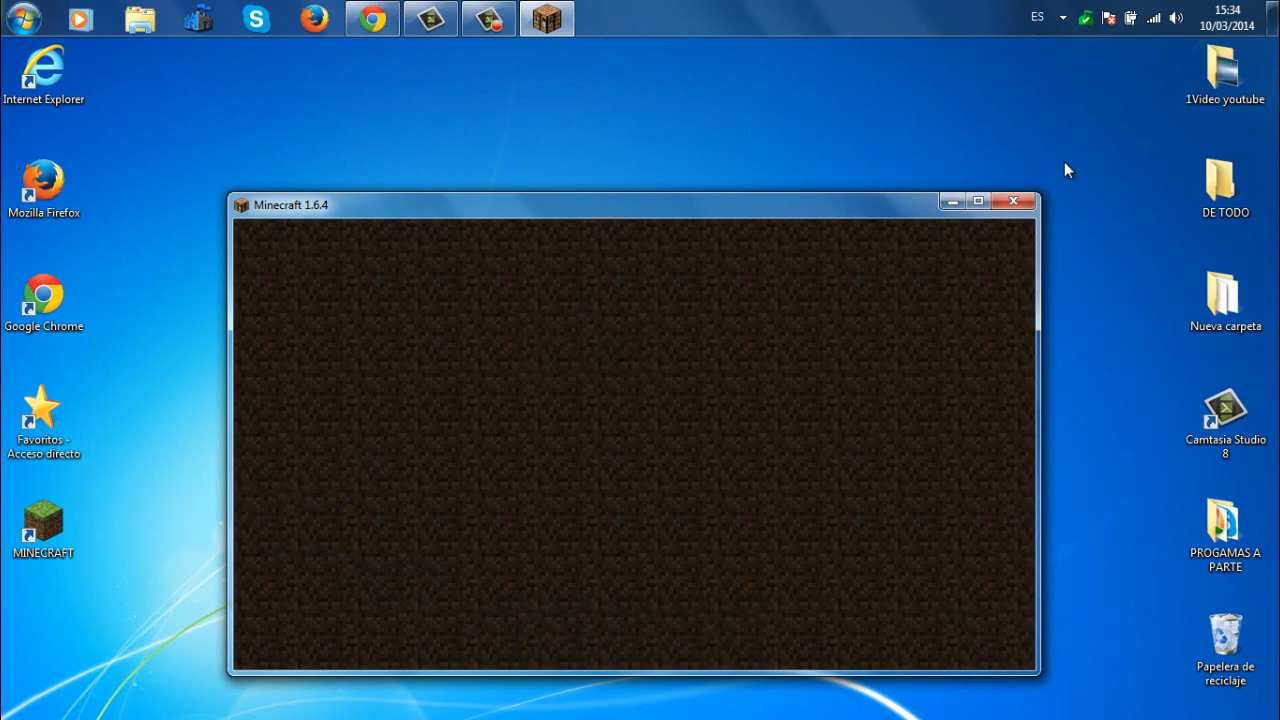 ES
15:34
10/03/2014
Internet Explorer
1Video youtube
Mozilla Firefox
DE TODO
Minecraft 1.6.4
Google Chrome
Nueva carpeta
Favoritos -
Acceso directo
Camtasia Studio
8
MINECRAFT
PROGAMAS A
PARTE
Papelera de
reciclaje